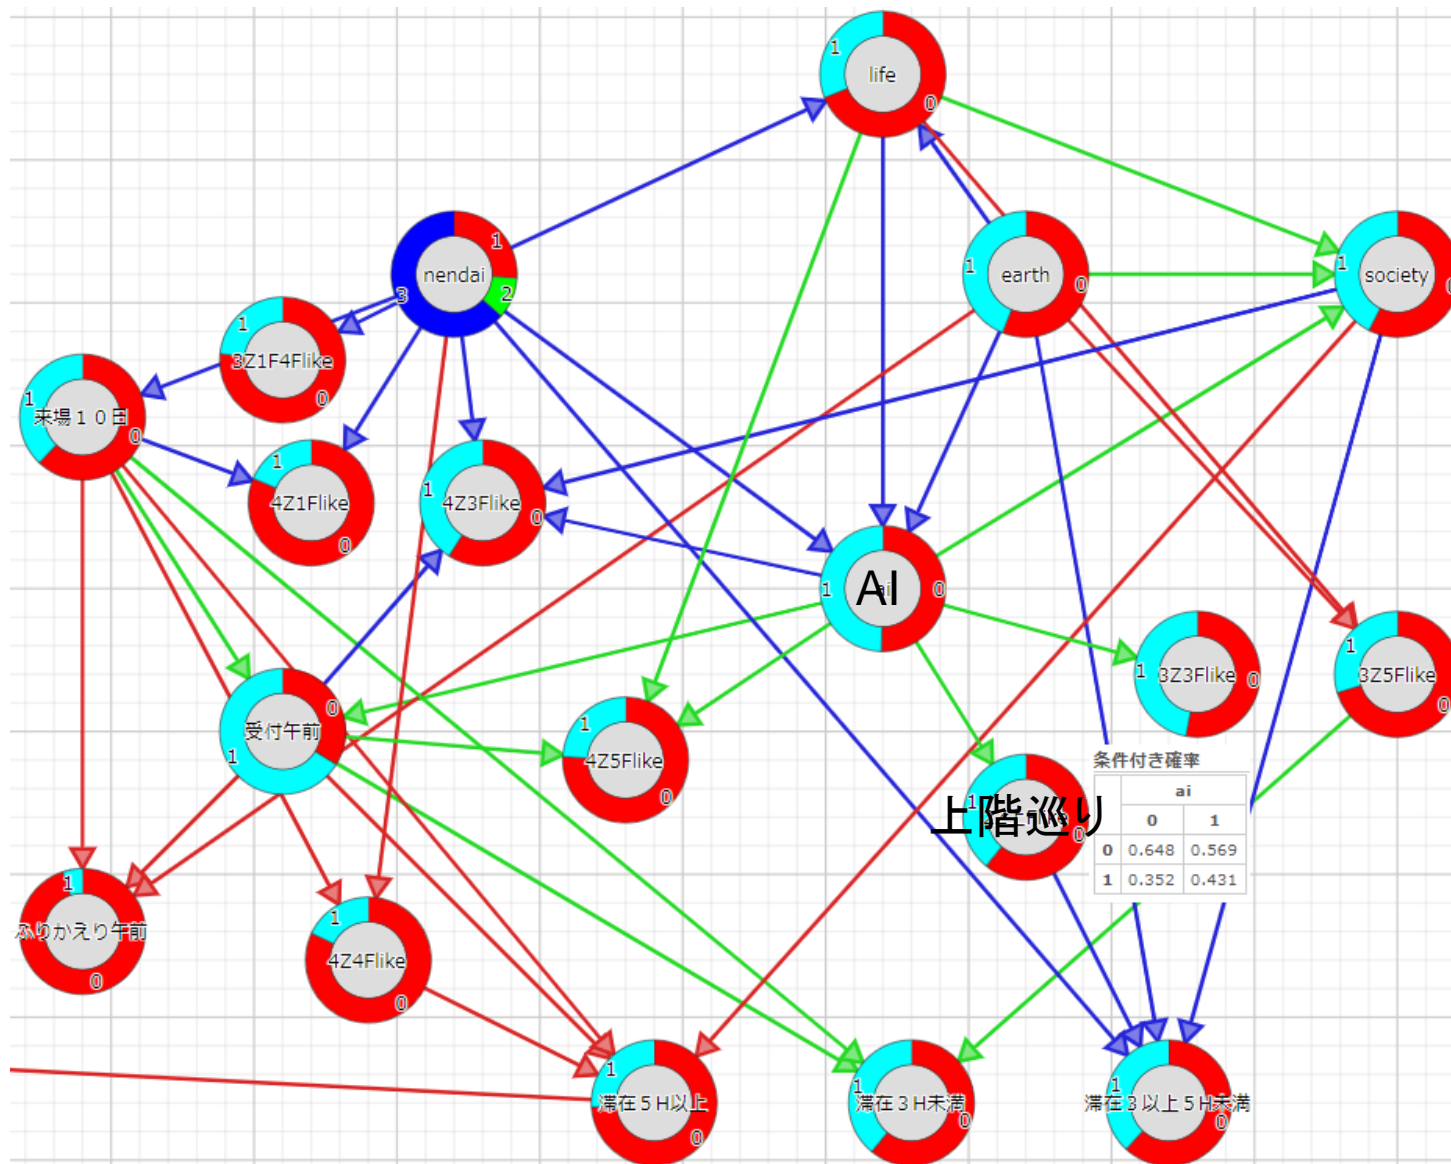 life
1
0
nendai
1
2
3
earth
1
0
society
1
3Z1F4Flike
1
0
来場１０日
1
0
4Z1Flike
1
0
4Z3Flike
1
0
AI
1
0
3Z3Flike
1
0
3Z5Flike
1
0
受付午前
1
0
4Z5Flike
1
0
上階巡り
1
0
条件付き確率
ai
0 1
0 0.648 0.569
1 0.352 0.431
ふりかえり午前
1
0
4Z4Flike
1
0
滞在５H以上
1
0
滞在３H未満
1
0
滞在３以上５H未満
1
0